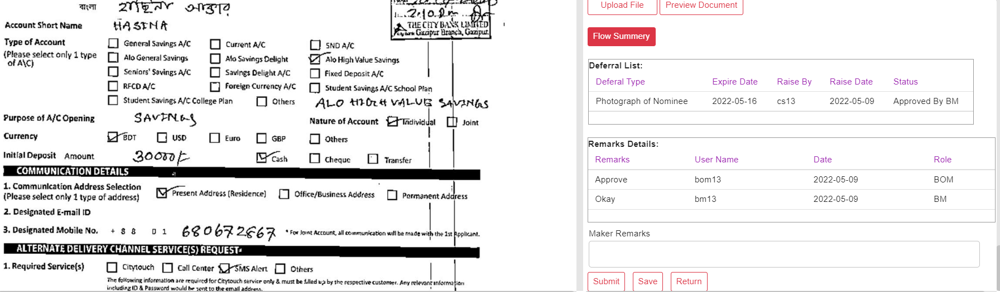 বাংলা হাছিনা আক্তার
Account Short Name HASINA
2:10 pm
THE CITY BANK LIMITED
Gazipur Branch, Gazipur.
Type of Account
(Please select only 1 type of A\C)
General Savings A/C Current A/C SND A/C
Alo General Savings Alo Savings Delight Alo High Value Savings
Seniors' Savings A/C Savings Delight A/C Fixed Deposit A/C
RFCD A/C Foreign Currency A/C Student Savings A/C School Plan
Student Savings A/C College Plan Others ALO HIGH VALUE SAVINGS
Purpose of A/C Opening SAVINGS Nature of Account Individual Joint
Currency BDT USD Euro GBP Others
Initial Deposit Amount 30000/- Cash Cheque Transfer
COMMUNICATION DETAILS
1. Communication Address Selection
(Please select only 1 type of address) Present Address (Residence) Office/Business Address Permanent Address
2. Designated E-mail ID
3. Designated Mobile No. +88 01 680672867 * For Joint Account, all communication will be made with the 1st Applicant.
ALTERNATE DELIVERY CHANNEL SERVICE(S) REQUEST
1. Required Service(s) Citytouch Call Center SMS Alert Others
The following information are required for Citytouch service only & must be filled up by the respective customer. Any relevant information
including ID & Password would be sent to the email address.
Upload File Preview Document
Flow Summery
Deferral List:
Deferal Type Expire Date Raise By Raise Date Status
Photograph of Nominee 2022-05-16 cs13 2022-05-09 Approved By BM
Remarks Details:
Remarks User Name Date Role
Approve bom13 2022-05-09 BOM
Okay bm13 2022-05-09 BM
Maker Remarks
Submit Save Return